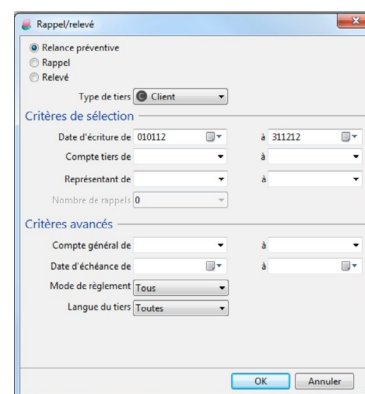 Rappel/relevé
Relance préventive
Rappel
Relevé
Type de tiers Client
Critères de sélection
Date d'écriture de 010112 à 311212
Compte tiers de à
Représentant de à
Nombre de rappels 0
Critères avancés
Compte général de à
Date d'échéance de à
Mode de règlement Tous
Langue du tiers Toutes
OK Annuler